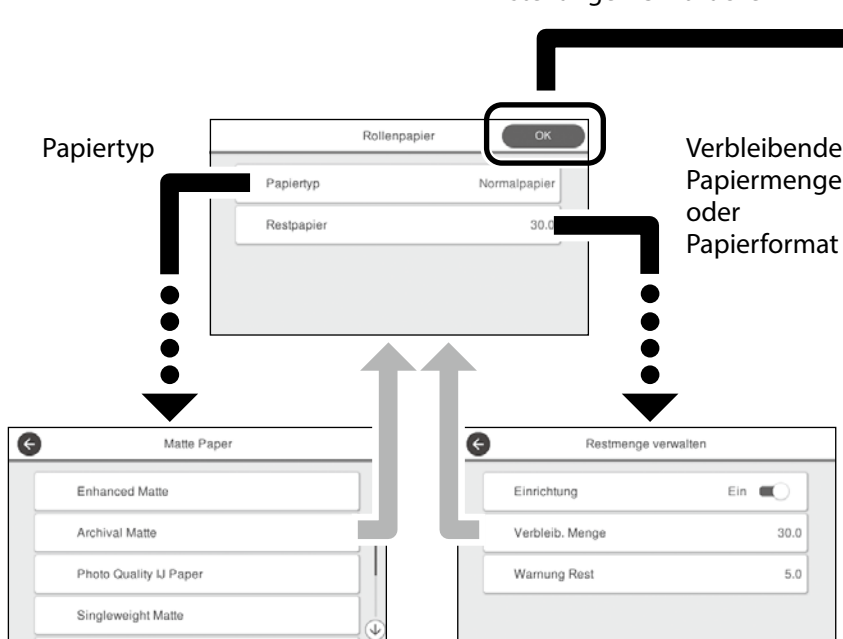 Rollenpapier
OK
Papiertyp
Papiertyp Normalpapier
Restpapier 30.0
Verbleibende
Papiermenge
oder
Papierformat
Matte Paper
Enhanced Matte
Archival Matte
Photo Quality IJ Paper
Singleweight Matte
Restmenge verwalten
Einrichtung Ein
Verbleib. Menge 30.0
Warnung Rest 5.0